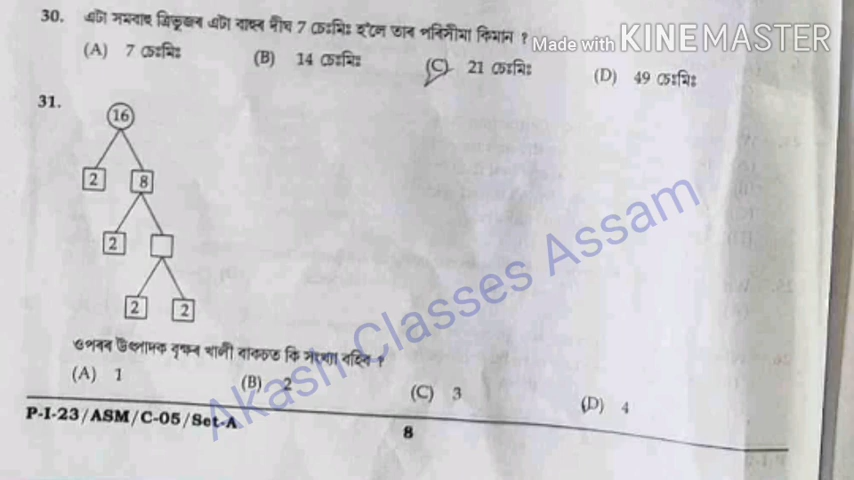 30. এটা সমবাহু ত্ৰিভুজৰ এটা বাহুৰ দীঘ 7 চেঃমিঃ হ'লে তাৰ পৰিসীমা কিমান ?
Made with KINEMASTER
(A) 7 চেঃমিঃ (B) 14 চেঃমিঃ (C) 21 চেঃমিঃ (D) 49 চেঃমিঃ
31.
16
2 8
2
2 2
Akash Classes Assam
ওপৰৰ উৎপাদক বৃক্ষৰ খালী বাকচত কি সংখ্যা বহিব ?
(A) 1 (B) 2 (C) 3 (D) 4
P-I-23/ASM/C-05/Set-A
8